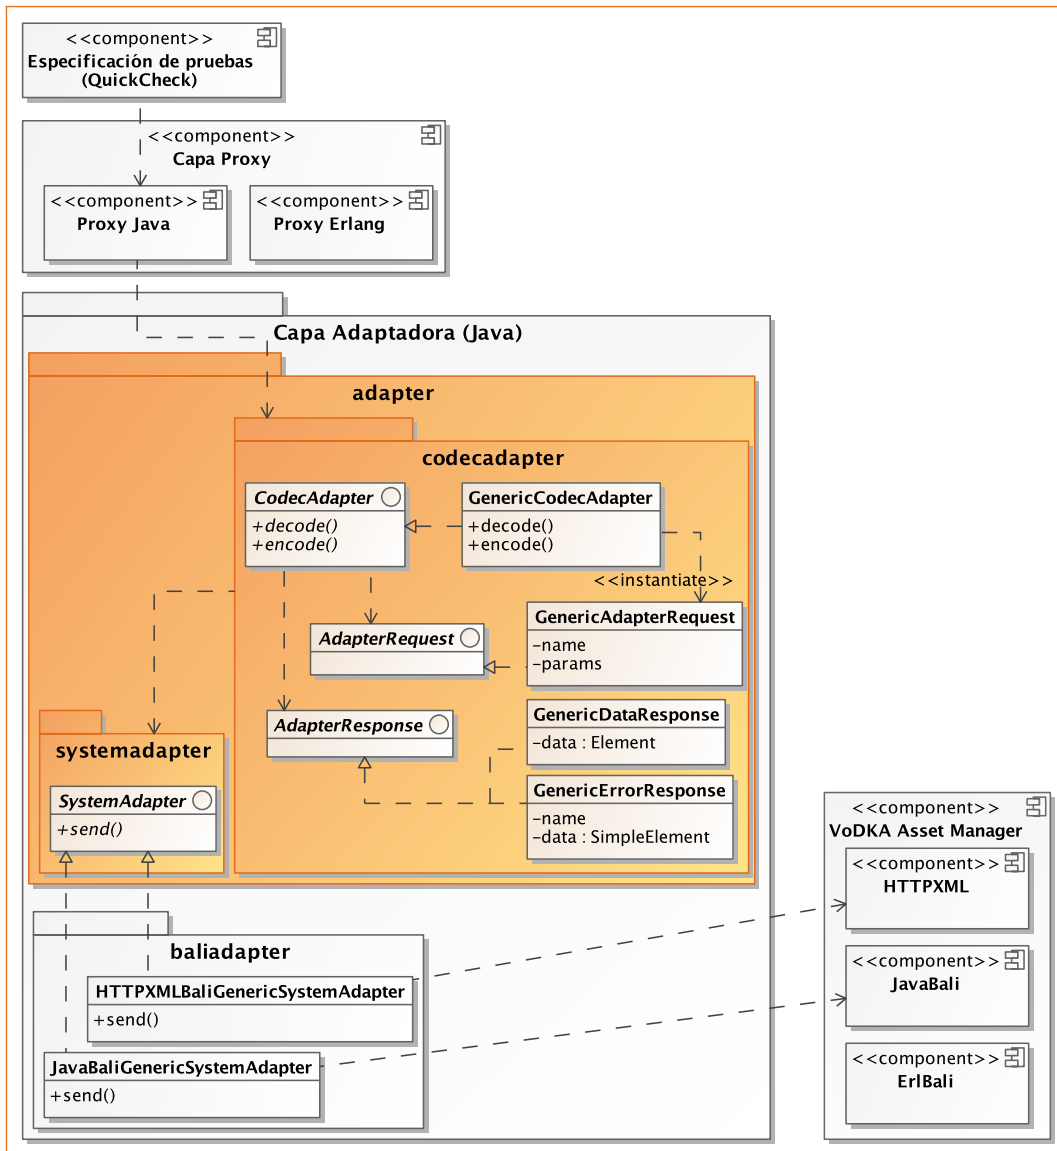 <<component>>
Especificación de pruebas
(QuickCheck)
<<component>>
Capa Proxy
<<component>>
Proxy Java
<<component>>
Proxy Erlang
Capa Adaptadora (Java)
adapter
codecadapter
CodecAdapter
+decode()
+encode()
GenericCodecAdapter
+decode()
+encode()
<<instantiate>>
AdapterRequest
GenericAdapterRequest
-name
-params
AdapterResponse
GenericDataResponse
-data : Element
GenericErrorResponse
-name
-data : SimpleElement
systemadapter
SystemAdapter
+send()
baliadapter
HTTPXMLBaliGenericSystemAdapter
+send()
JavaBaliGenericSystemAdapter
+send()
<<component>>
VoDKA Asset Manager
<<component>>
HTTPXML
<<component>>
JavaBali
<<component>>
ErlBali